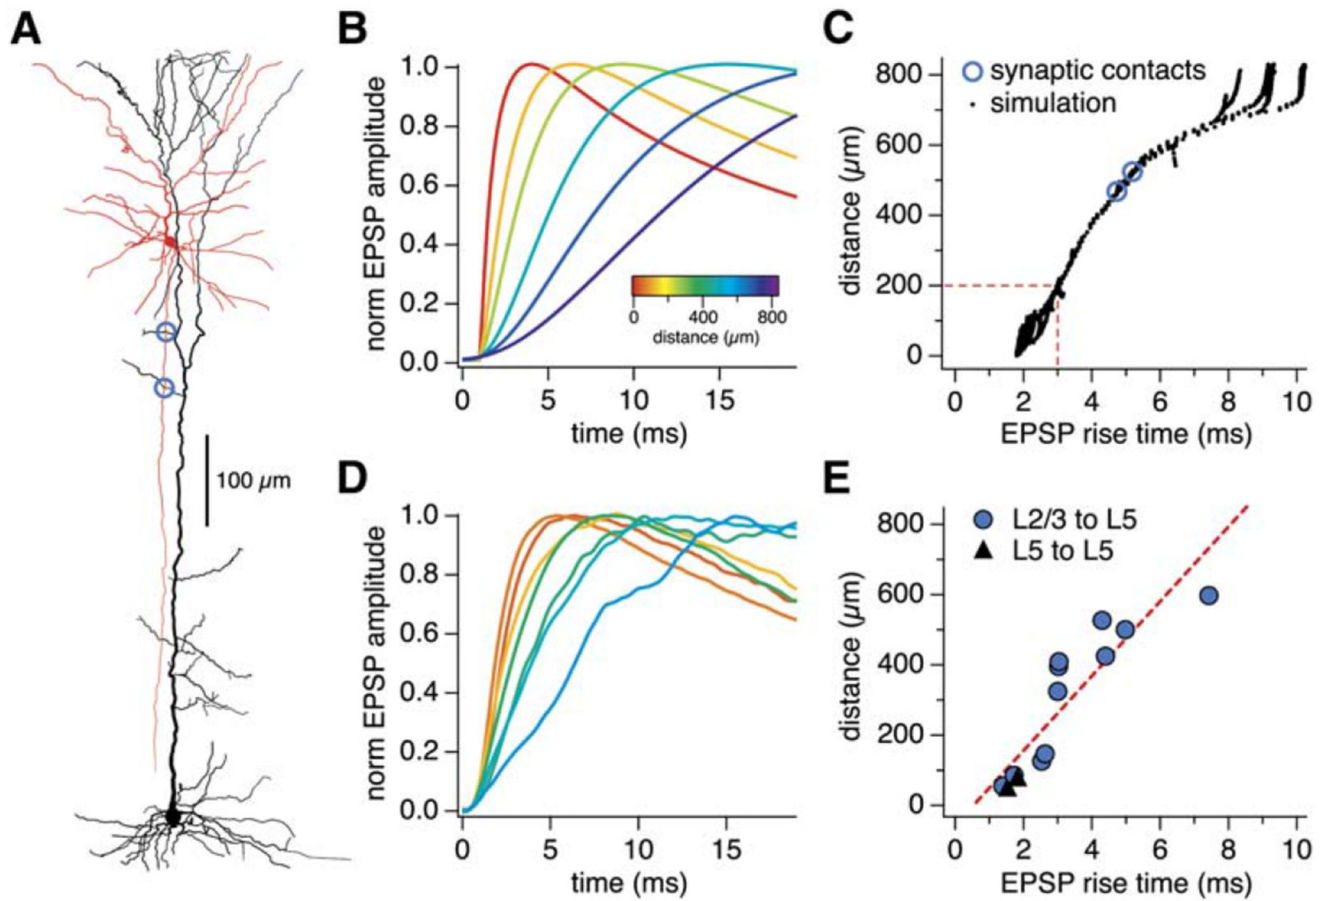 A
100 µm
B
norm EPSP amplitude
1.0
0.8
0.6
0.4
0.2
0.0
0 5 10 15
time (ms)
0 400 800
distance (µm)
C
synaptic contacts
simulation
distance (µm)
800
600
400
200
0
0 2 4 6 8 10
EPSP rise time (ms)
D
norm EPSP amplitude
1.0
0.8
0.6
0.4
0.2
0.0
0 5 10 15
time (ms)
E
L2/3 to L5
L5 to L5
distance (µm)
800
600
400
200
0
0 2 4 6 8 10
EPSP rise time (ms)